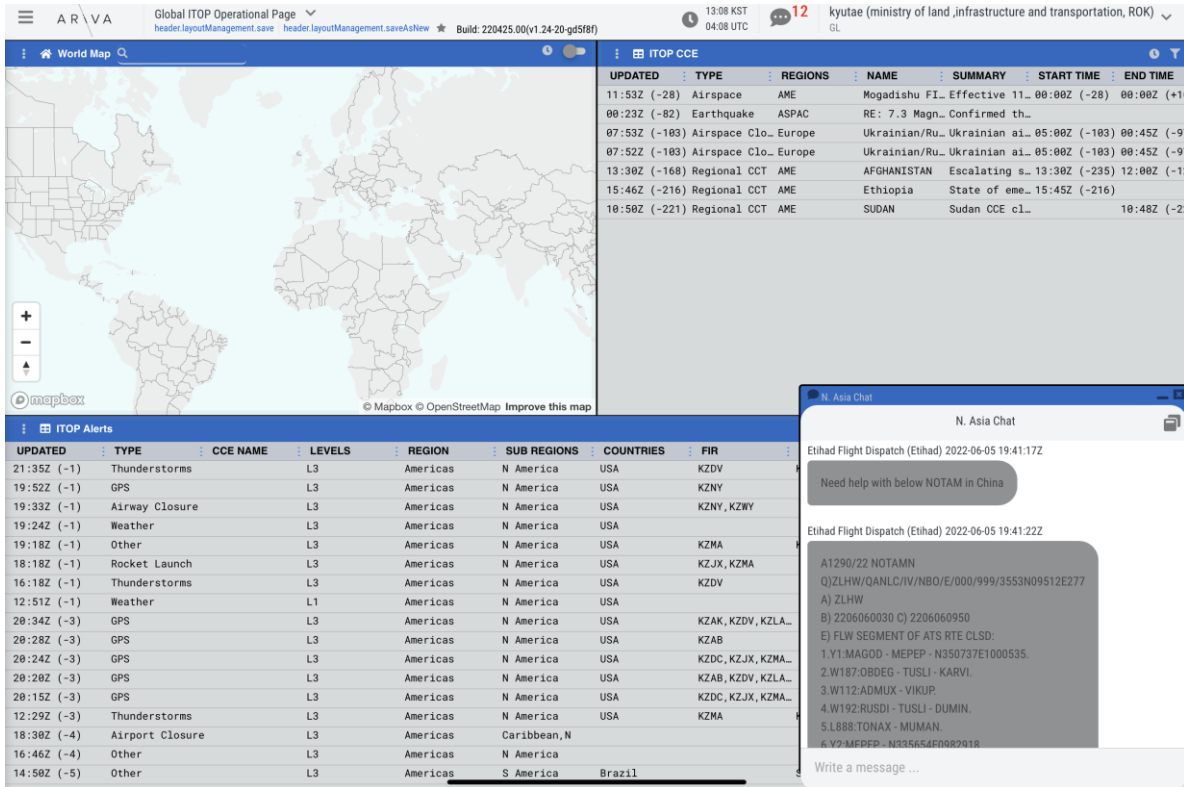 ARVA
Global ITOP Operational Page
header.layoutManagement.save header.layoutManagement.saveAsNew Build: 220425.00(v1.24-20-gd5f8f)
13:08 KST
04:08 UTC
12
kyutae (ministry of land ,infrastructure and transportation, ROK)
GL
World Map
mapbox
© Mapbox © OpenStreetMap Improve this map
ITOP CCE
UPDATED TYPE REGIONS NAME SUMMARY START TIME END TIME
11:53Z (-28) Airspace AME Mogadishu FI… Effective 11… 00:00Z (-28) 00:00Z (+1
00:23Z (-82) Earthquake ASPAC RE: 7.3 Magn… Confirmed th…
07:53Z (-103) Airspace Clo… Europe Ukrainian/Ru… Ukrainian ai… 05:00Z (-103) 00:45Z (-9
07:52Z (-103) Airspace Clo… Europe Ukrainian/Ru… Ukrainian ai… 05:00Z (-103) 00:45Z (-9
13:30Z (-168) Regional CCT AME AFGHANISTAN Escalating s… 13:30Z (-235) 12:00Z (-1
15:46Z (-216) Regional CCT AME Ethiopia State of eme… 15:45Z (-216)
10:50Z (-221) Regional CCT AME SUDAN Sudan CCE cl… 10:48Z (-2
ITOP Alerts
UPDATED TYPE CCE NAME LEVELS REGION SUB REGIONS COUNTRIES FIR
21:35Z (-1) Thunderstorms L3 Americas N America USA KZDV
19:52Z (-1) GPS L3 Americas N America USA KZNY
19:33Z (-1) Airway Closure L3 Americas N America USA KZNY,KZWY
19:24Z (-1) Weather L3 Americas N America USA
19:18Z (-1) Other L3 Americas N America USA KZMA
18:18Z (-1) Rocket Launch L3 Americas N America USA KZJX,KZMA
16:18Z (-1) Thunderstorms L3 Americas N America USA KZDV
12:51Z (-1) Weather L1 Americas N America USA
20:34Z (-3) GPS L3 Americas N America USA KZAK,KZDV,KZLA…
20:28Z (-3) GPS L3 Americas N America USA KZAB
20:24Z (-3) GPS L3 Americas N America USA KZDC,KZJX,KZMA…
20:20Z (-3) GPS L3 Americas N America USA KZAB,KZDV,KZLA…
20:15Z (-3) GPS L3 Americas N America USA KZDC,KZJX,KZMA…
12:29Z (-3) Thunderstorms L3 Americas N America USA KZMA
18:30Z (-4) Airport Closure L3 Americas Caribbean,N
16:46Z (-4) Other L3 Americas N America
14:50Z (-5) Other L3 Americas S America Brazil
N. Asia Chat
N. Asia Chat
Etihad Flight Dispatch (Etihad) 2022-06-05 19:41:17Z
Need help with below NOTAM in China
Etihad Flight Dispatch (Etihad) 2022-06-05 19:41:22Z
A1290/22 NOTAMN
Q)ZLHW/QANLC/IV/NBO/E/000/999/3553N09512E277
A) ZLHW
B) 2206060030 C) 2206060950
E) FLW SEGMENT OF ATS RTE CLSD:
1.Y1:MAGOD - MEPEP - N350737E1000535.
2.W187:OBDEG - TUSLI - KARVI.
3.W112:ADMUX - VIKUP.
4.W192:RUSDI - TUSLI - DUMIN.
5.L888:TONAX - MUMAN.
6.Y2:MEPEP - N335654E0982918
Write a message ...